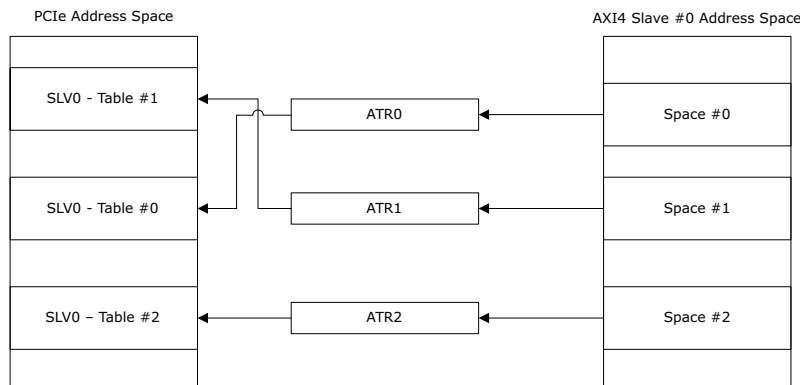 PCIe Address Space
AXI4 Slave #0 Address Space
SLV0 - Table #1
ATR0
Space #0
SLV0 - Table #0
ATR1
Space #1
SLV0 – Table #2
ATR2
Space #2